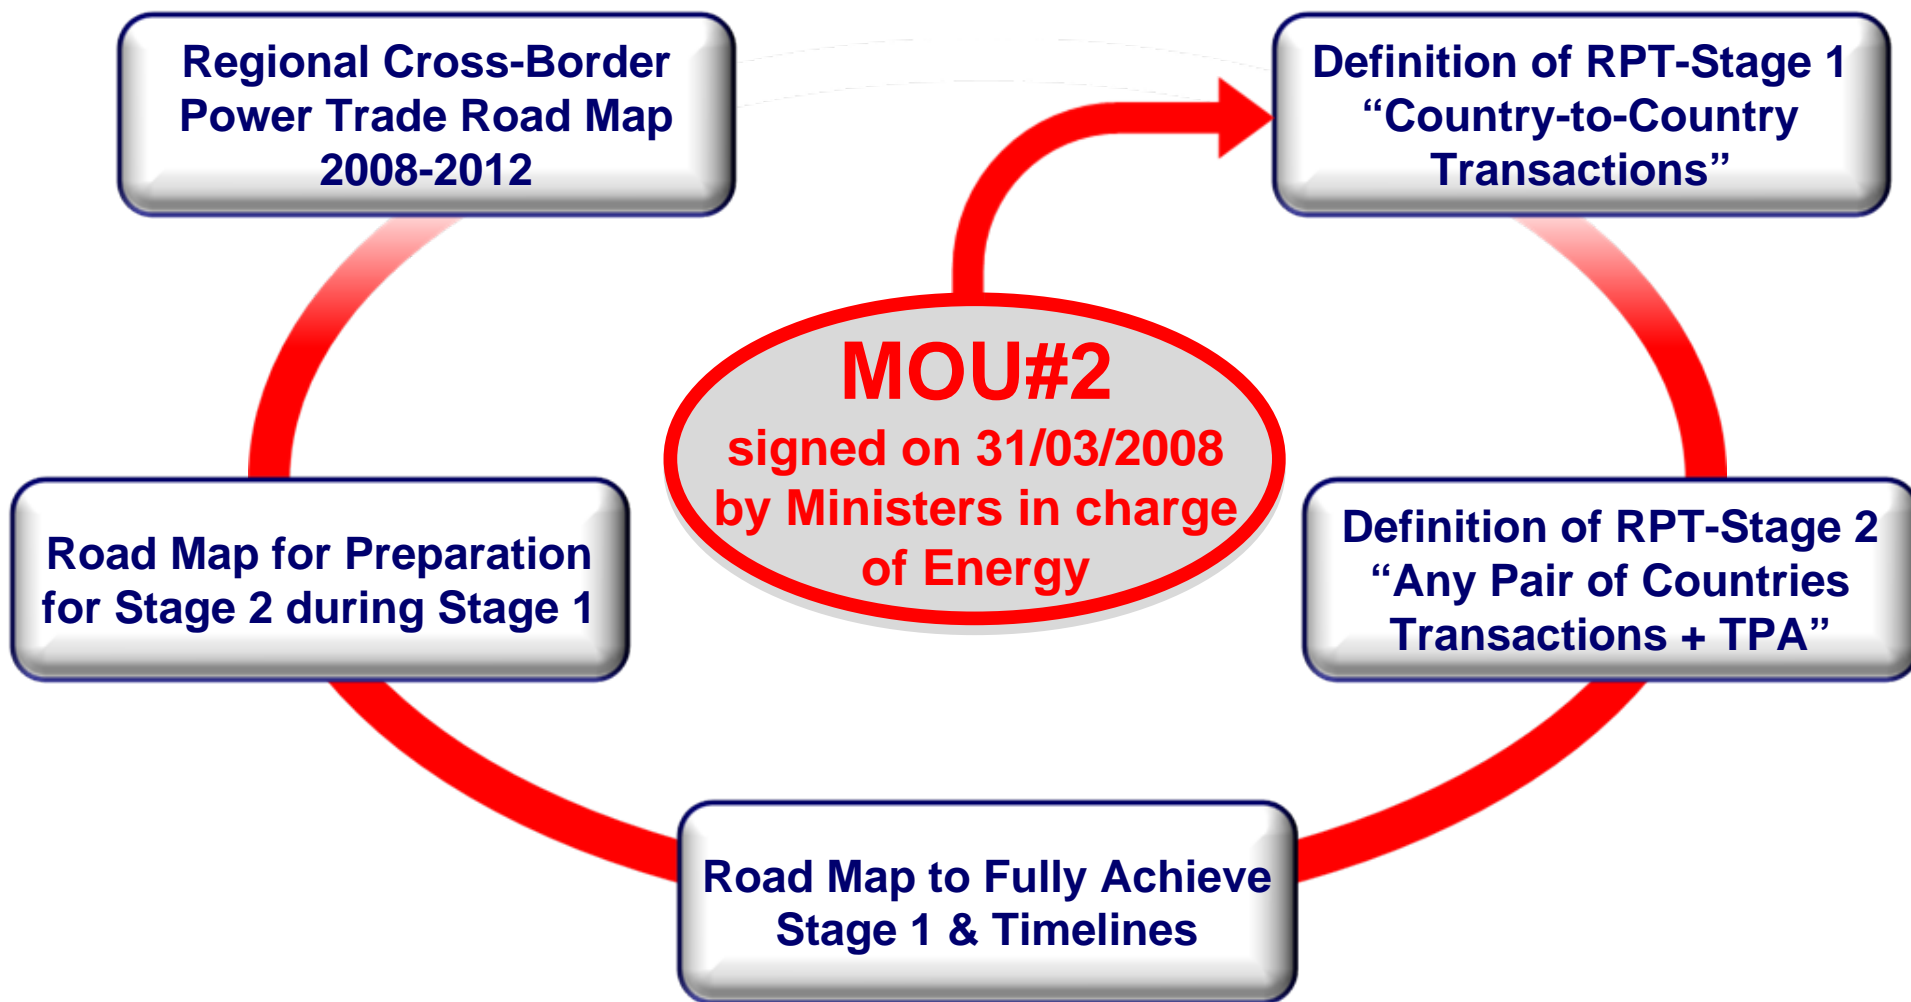 Regional Cross-Border
Power Trade Road Map
2008-2012
Definition of RPT-Stage 1
“Country-to-Country
Transactions”
MOU#2
signed on 31/03/2008
by Ministers in charge
of Energy
Road Map for Preparation
for Stage 2 during Stage 1
Definition of RPT-Stage 2
“Any Pair of Countries
Transactions + TPA”
Road Map to Fully Achieve
Stage 1 & Timelines